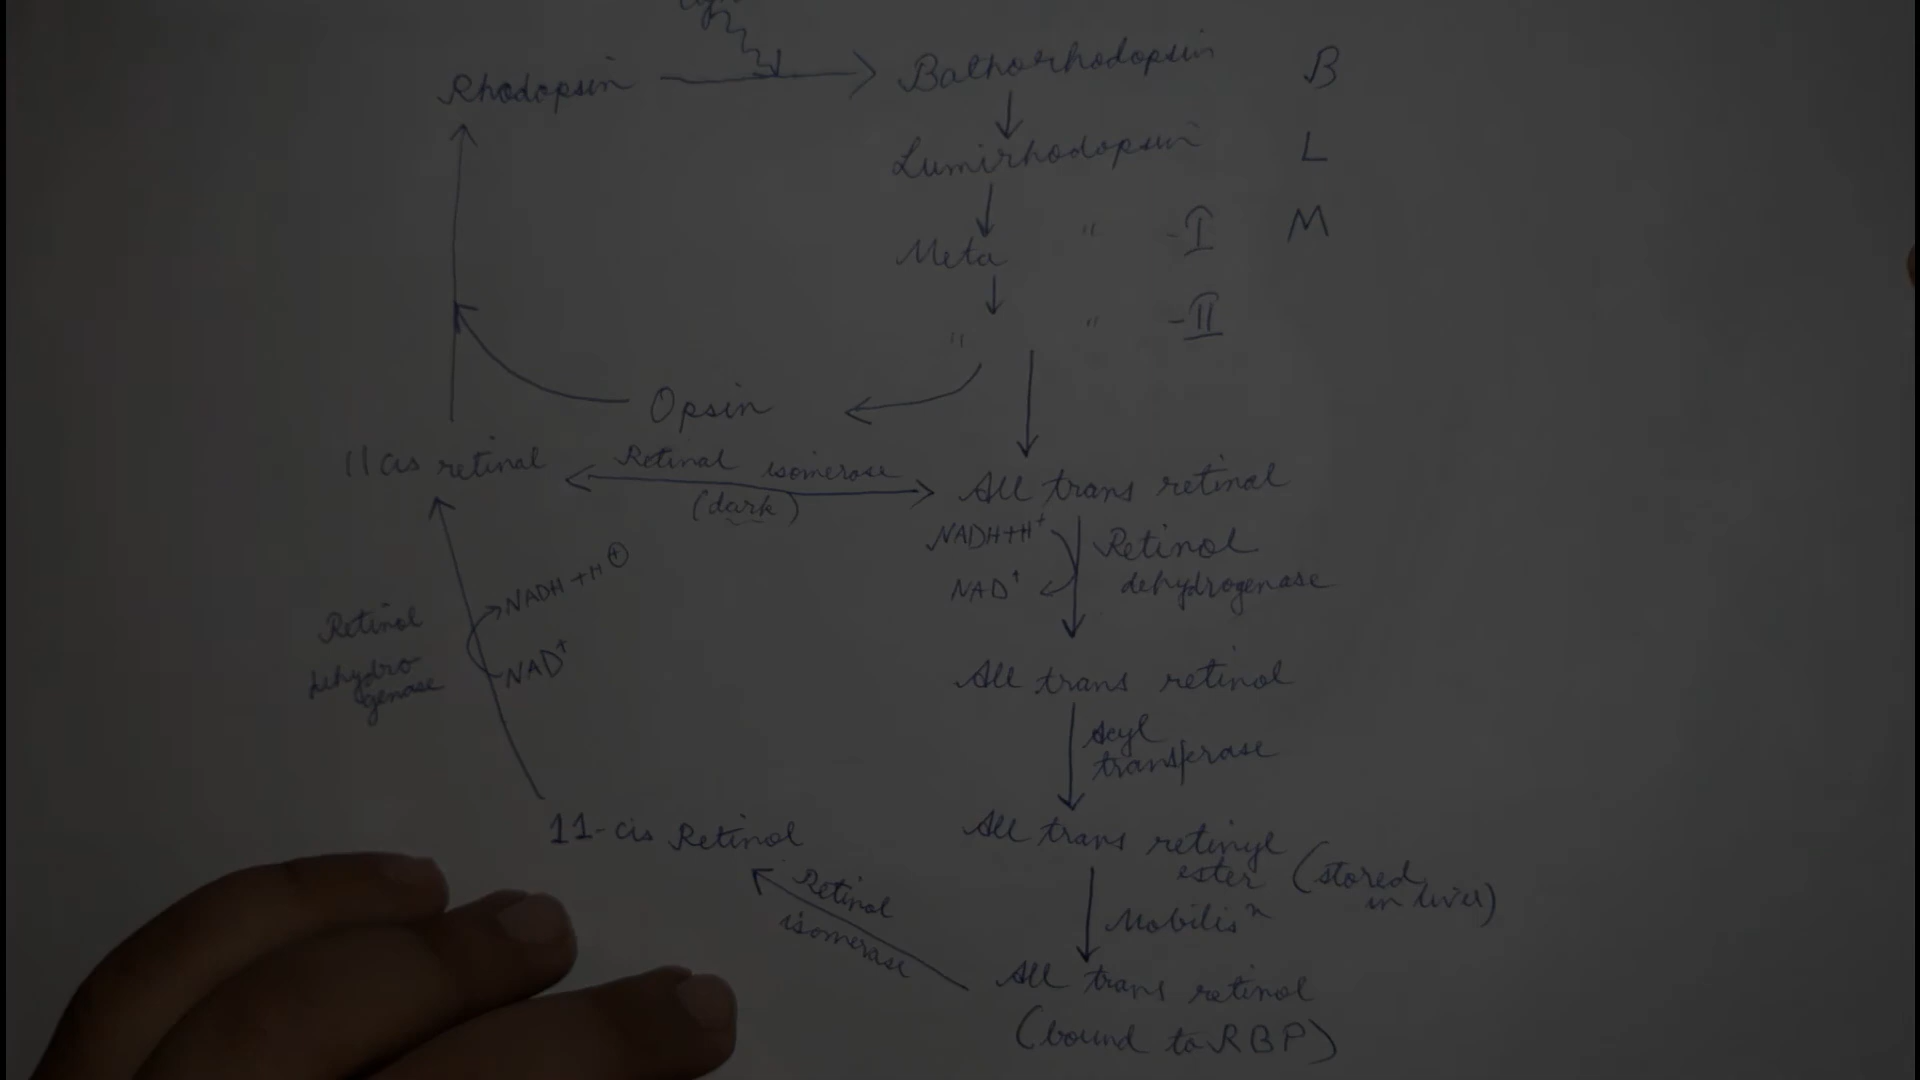 Rhodopsin
Bathorhodopsin B
Lumirhodopsin L
Meta " -I M
" " -II
Opsin
11 cis retinal
Retinal isomerase
(dark)
All trans retinal
NADH+H+
NAD+
Retinol
dehydrogenase
NADH+H+
NAD+
Retinol
dehydro
genase
All trans retinol
Acyl
transferase
11-cis Retinol
All trans retinyl
ester (stored
in liver)
Mobilisn
Retinol
isomerase
All trans retinol
(bound to RBP)